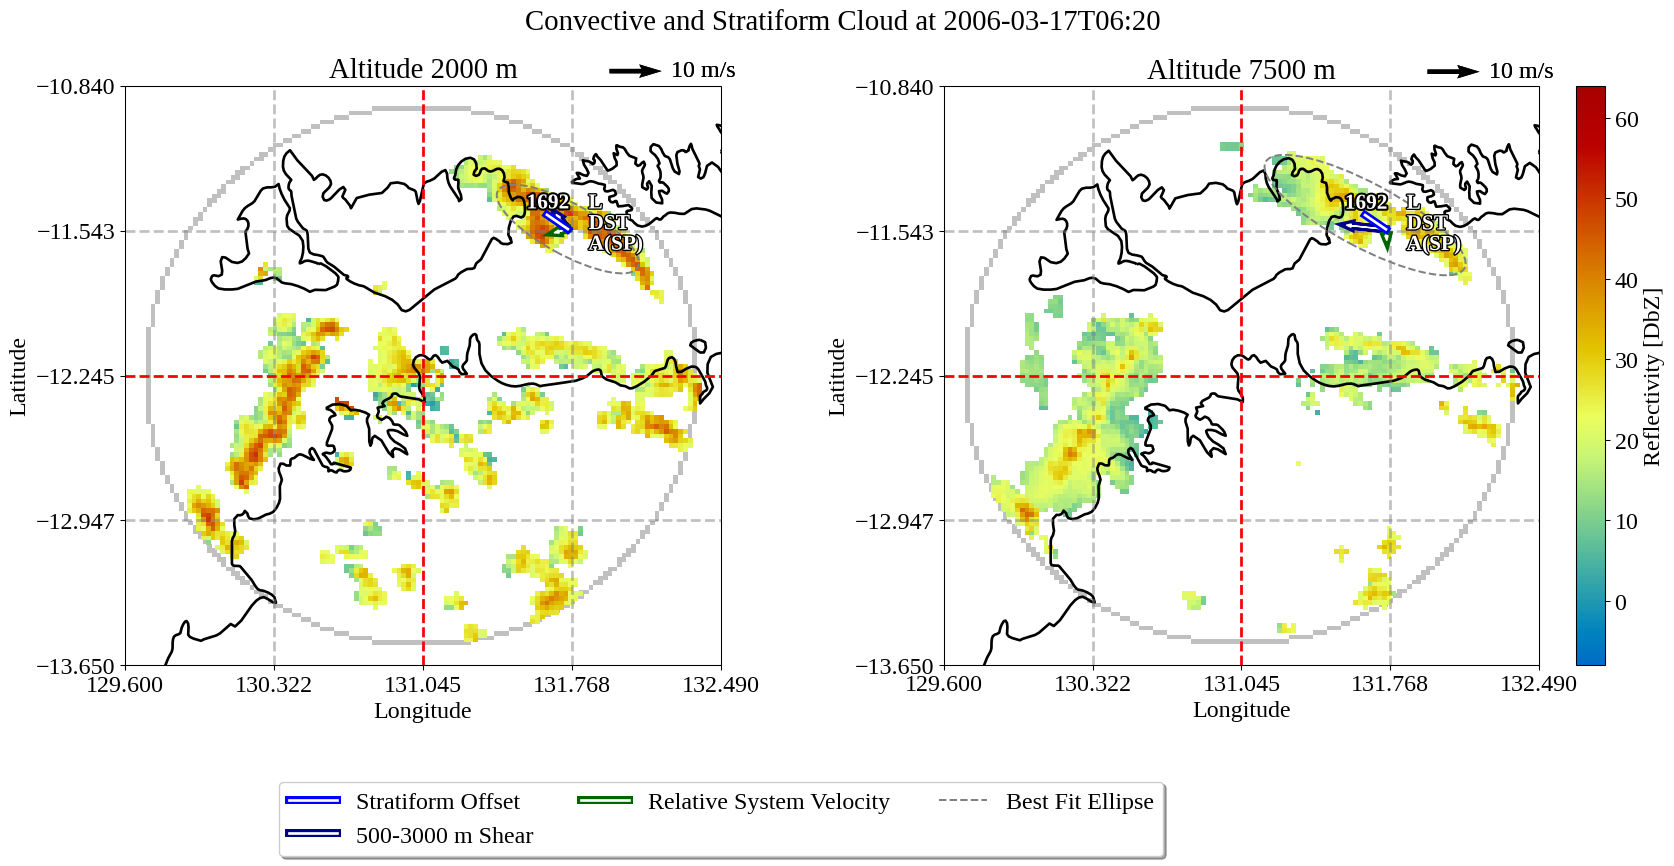 Convective and Stratiform Cloud at 2006-03-17T06:20
Altitude 2000 m
10 m/s
−10.840
−11.543
−12.245
−12.947
−13.650
129.600
130.322
131.045
131.768
132.490
Latitude
Longitude
1692
L
DST
A(SP)
Altitude 7500 m
10 m/s
−10.840
−11.543
−12.245
−12.947
−13.650
129.600
130.322
131.045
131.768
132.490
Latitude
Longitude
1692
L
DST
A(SP)
60
50
40
30
20
10
0
Reflectivity [DbZ]
Stratiform Offset
500-3000 m Shear
Relative System Velocity
Best Fit Ellipse